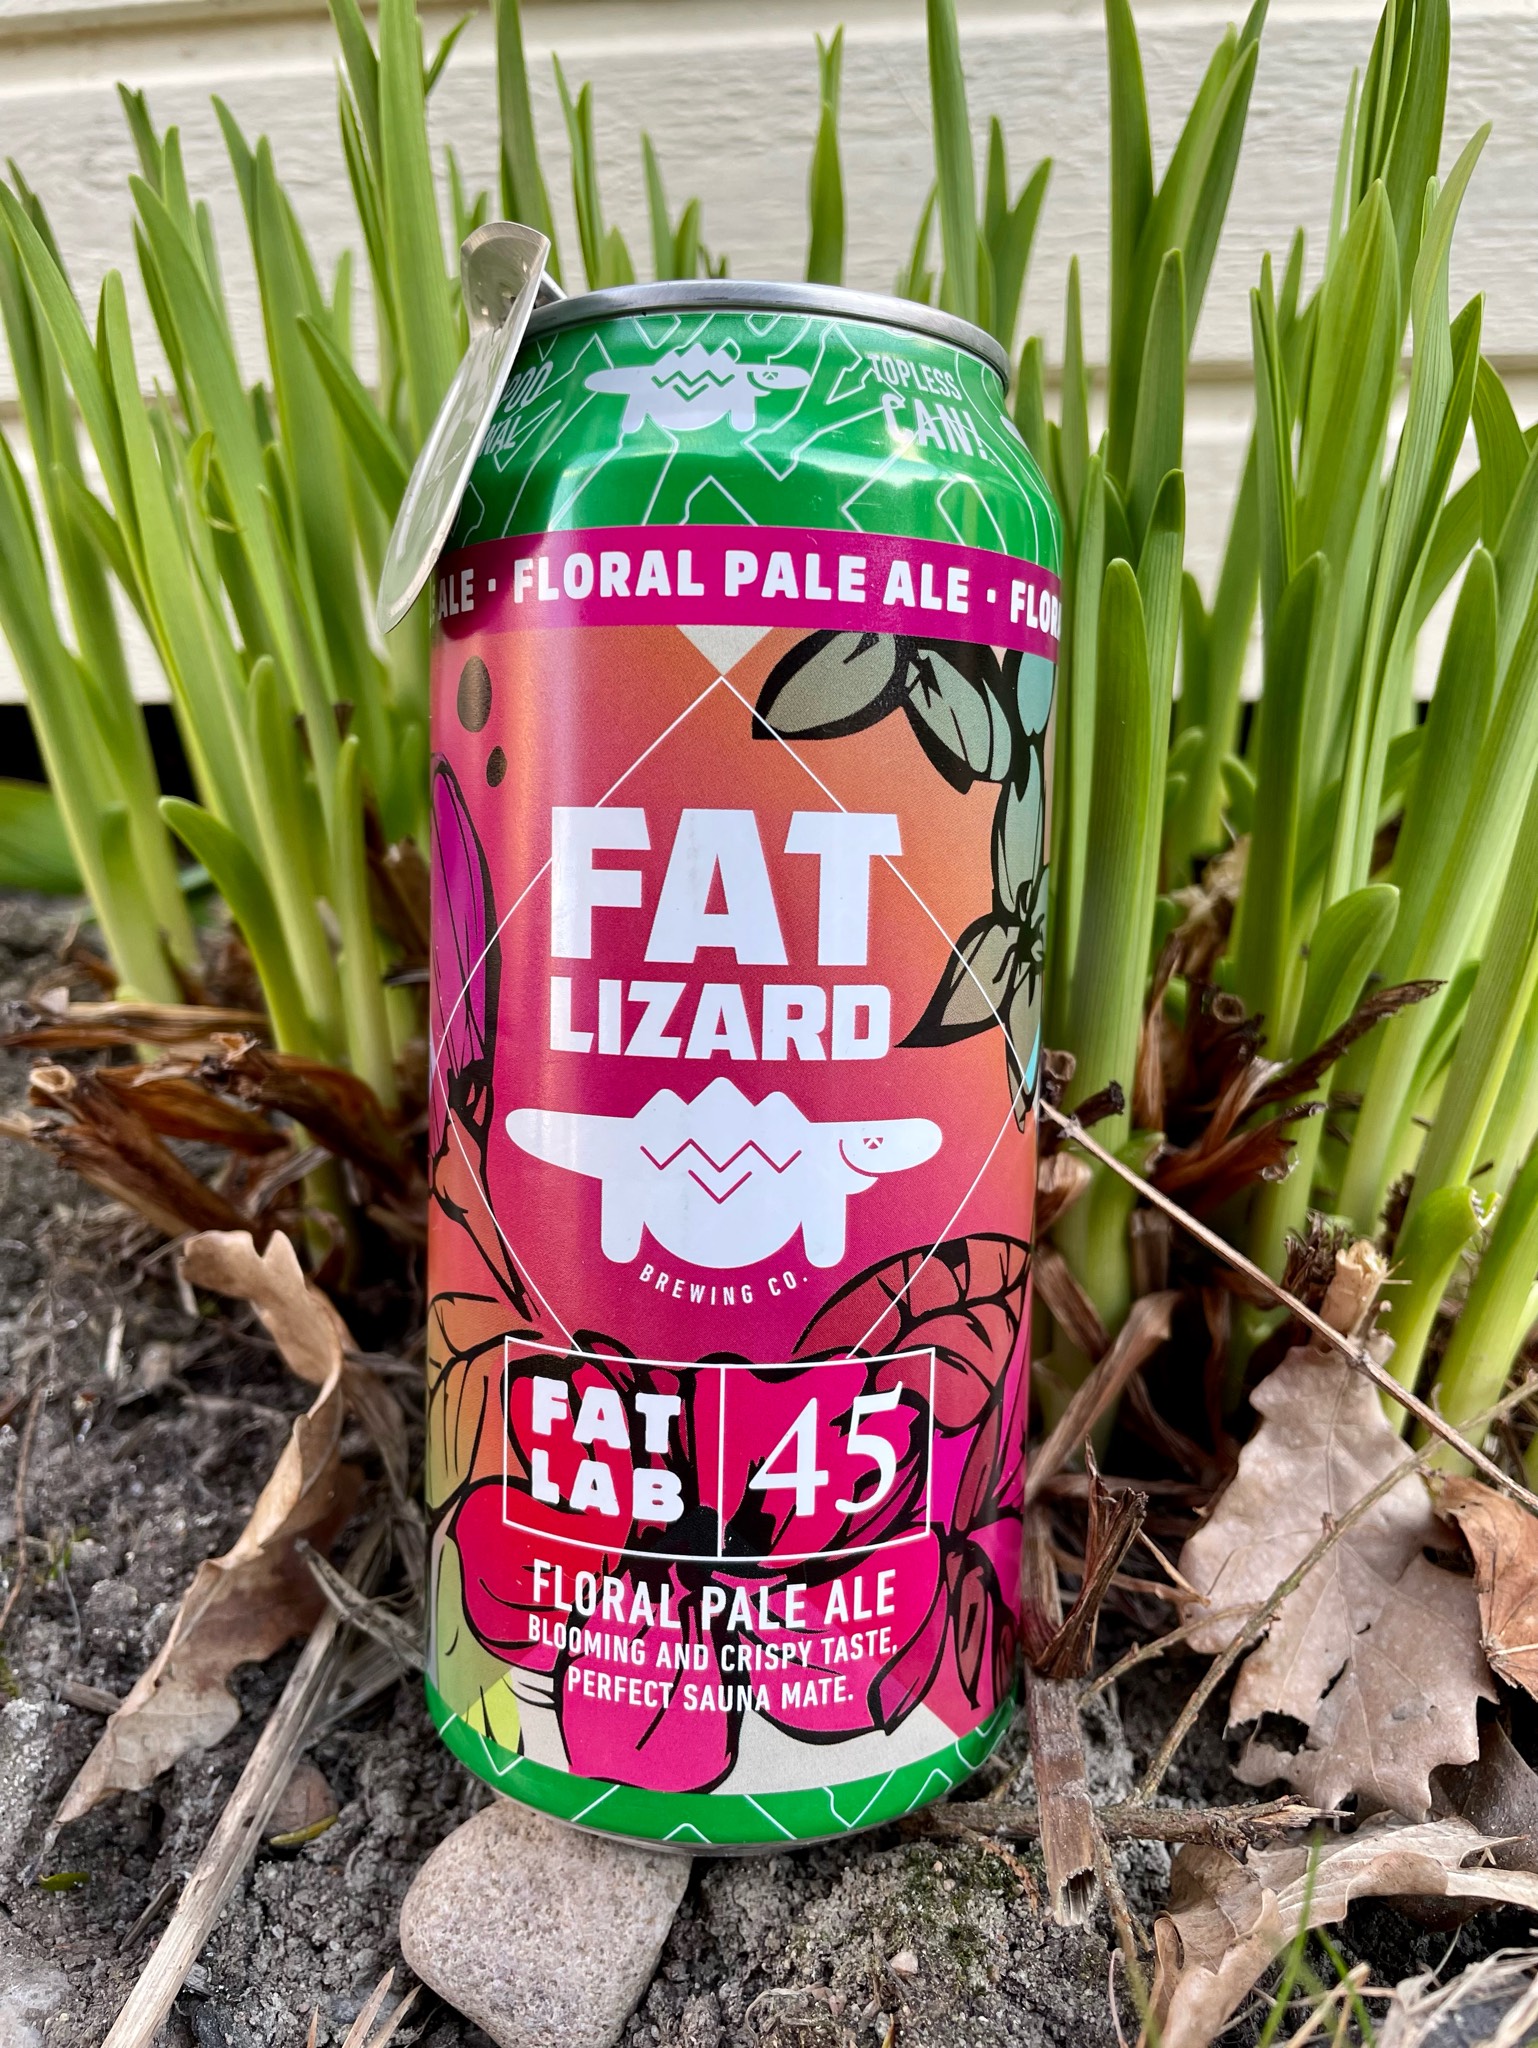 TOPLESS
CAN!
ALE · FLORAL PALE ALE ·
FAT
LIZARD
BREWING CO.
FAT
LAB
45
FLORAL PALE ALE
BLOOMING AND CRISPY TASTE,
PERFECT SAUNA MATE.